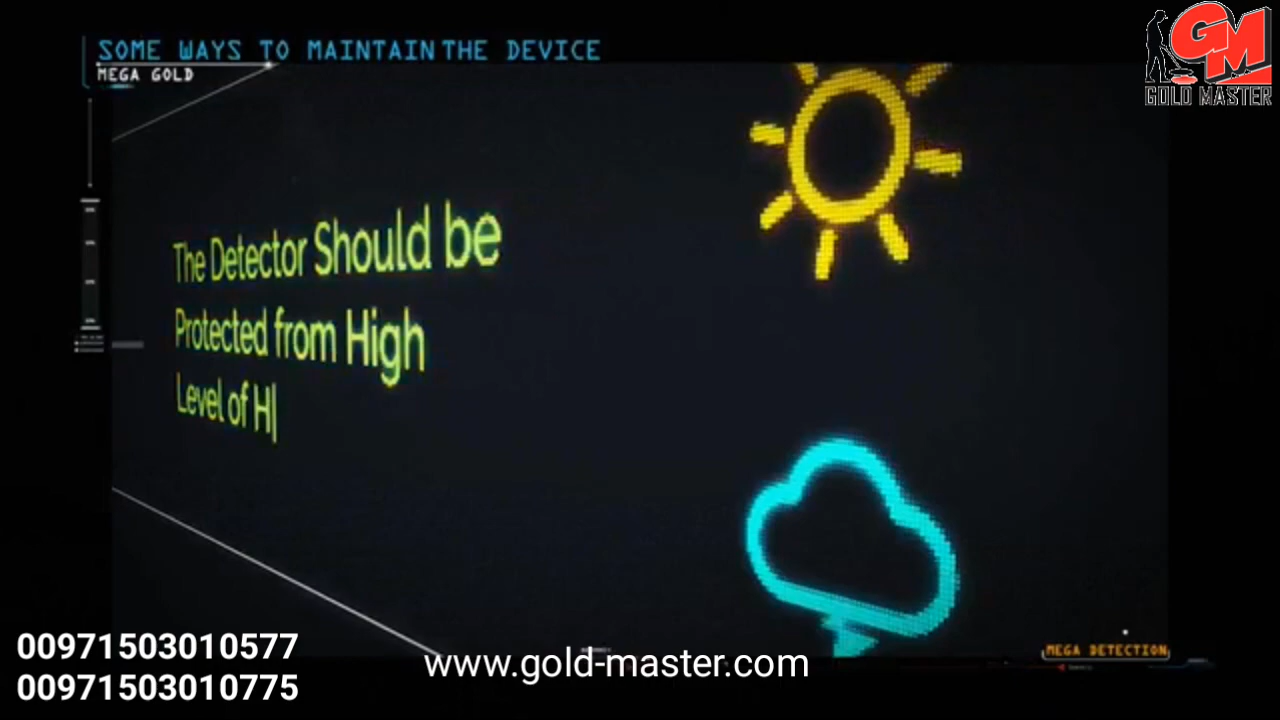 SOME WAYS TO MAINTAIN THE DEVICE
MEGA GOLD
GM
GOLD MASTER
The Detector Should be
Protected from High
Level of H
00971503010577
00971503010775
www.gold-master.com
MEGA DETECTION